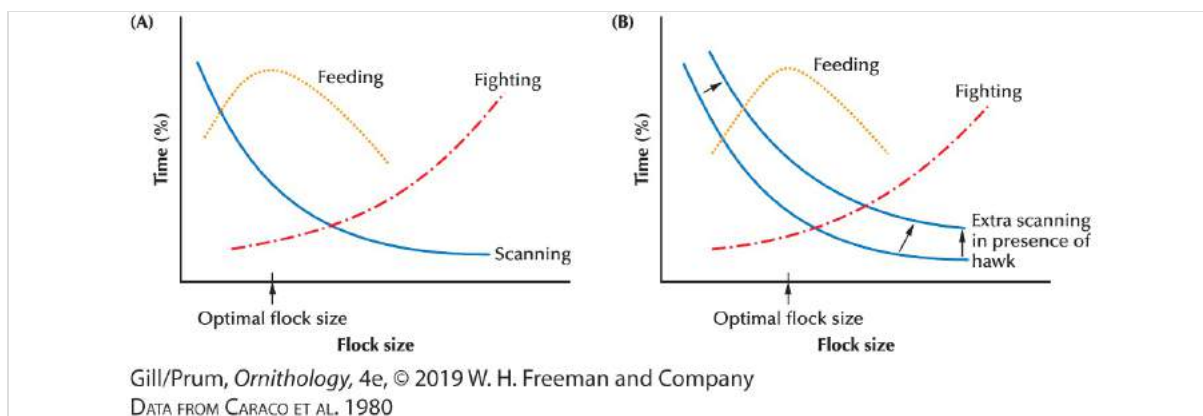 (A)
Time (%)
Feeding
Fighting
Scanning
Optimal flock size
Flock size
(B)
Time (%)
Feeding
Fighting
Extra scanning
in presence of
hawk
Optimal flock size
Flock size
Gill/Prum, Ornithology, 4e, © 2019 W. H. Freeman and Company
DATA FROM CARACO ET AL. 1980